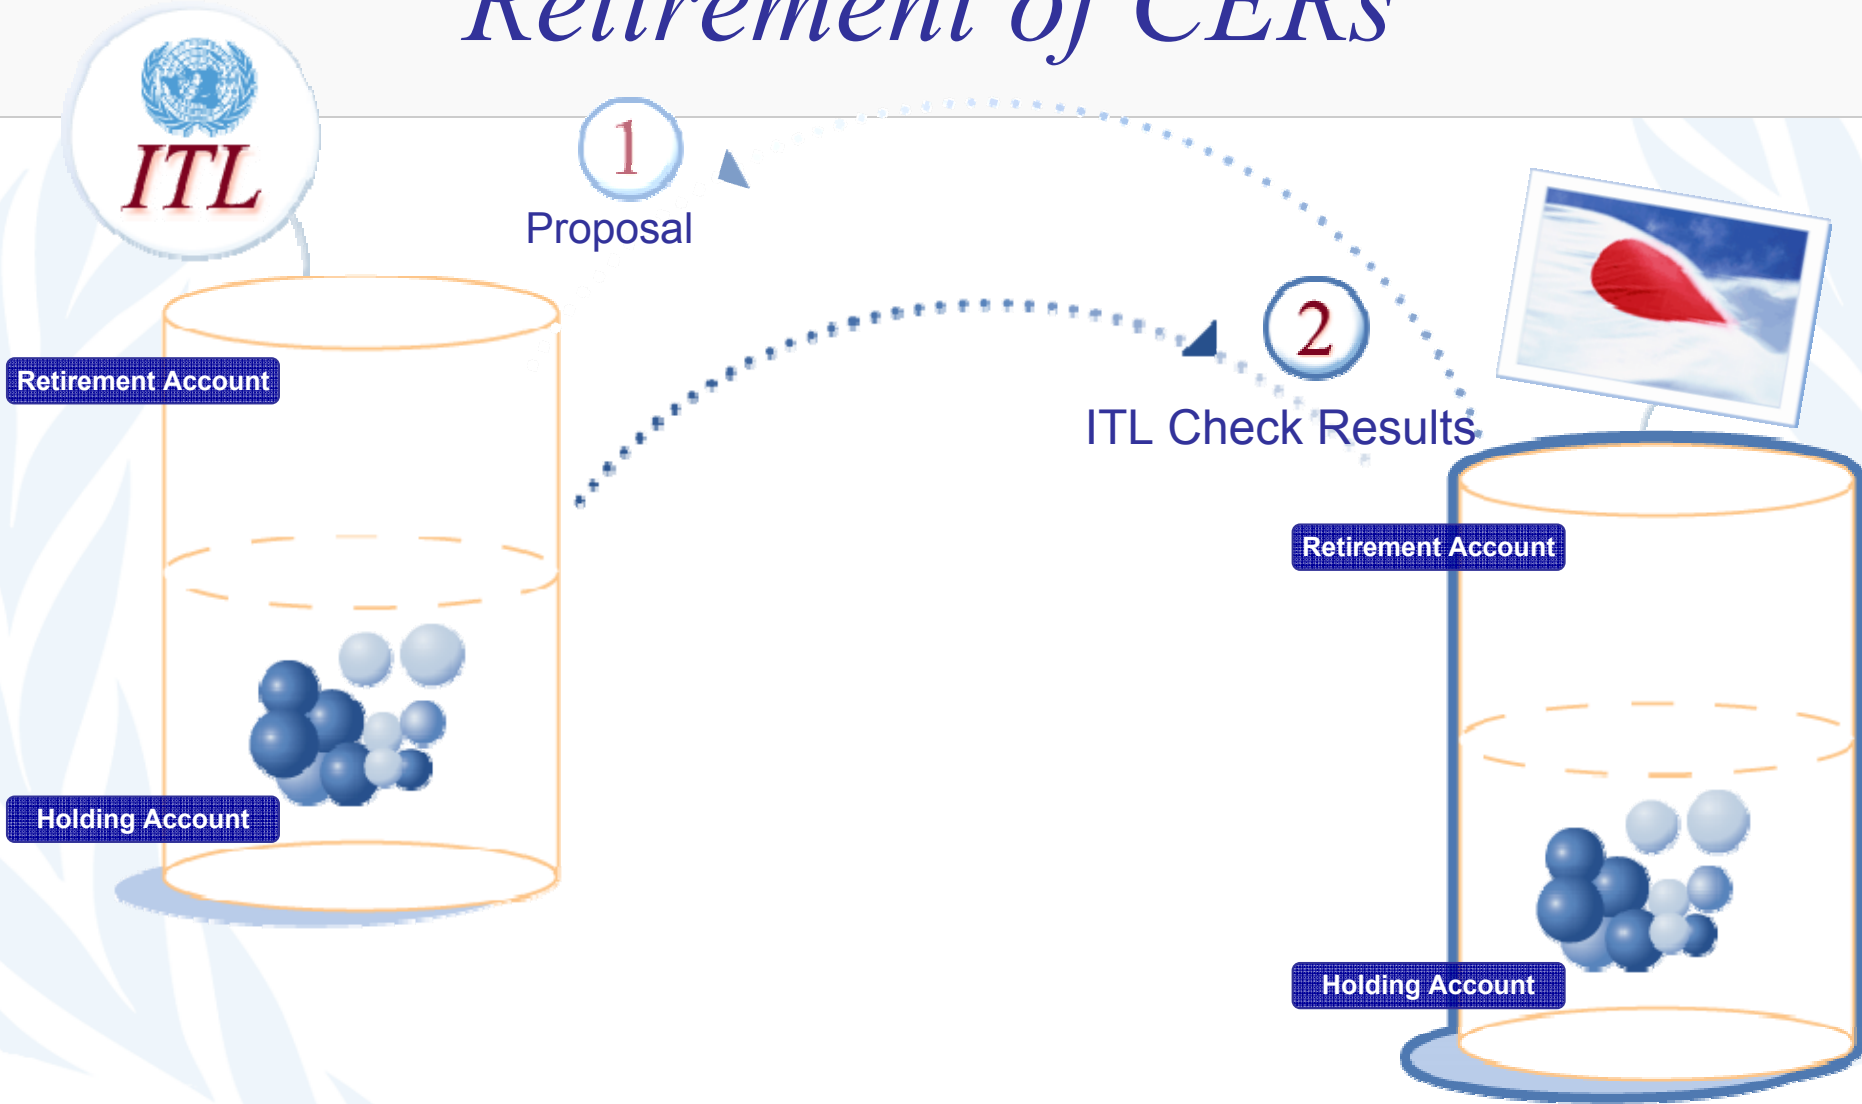 Retirement of CERs
ITL
1
Proposal
2
ITL Check Results
Retirement Account
Holding Account
Retirement Account
Holding Account